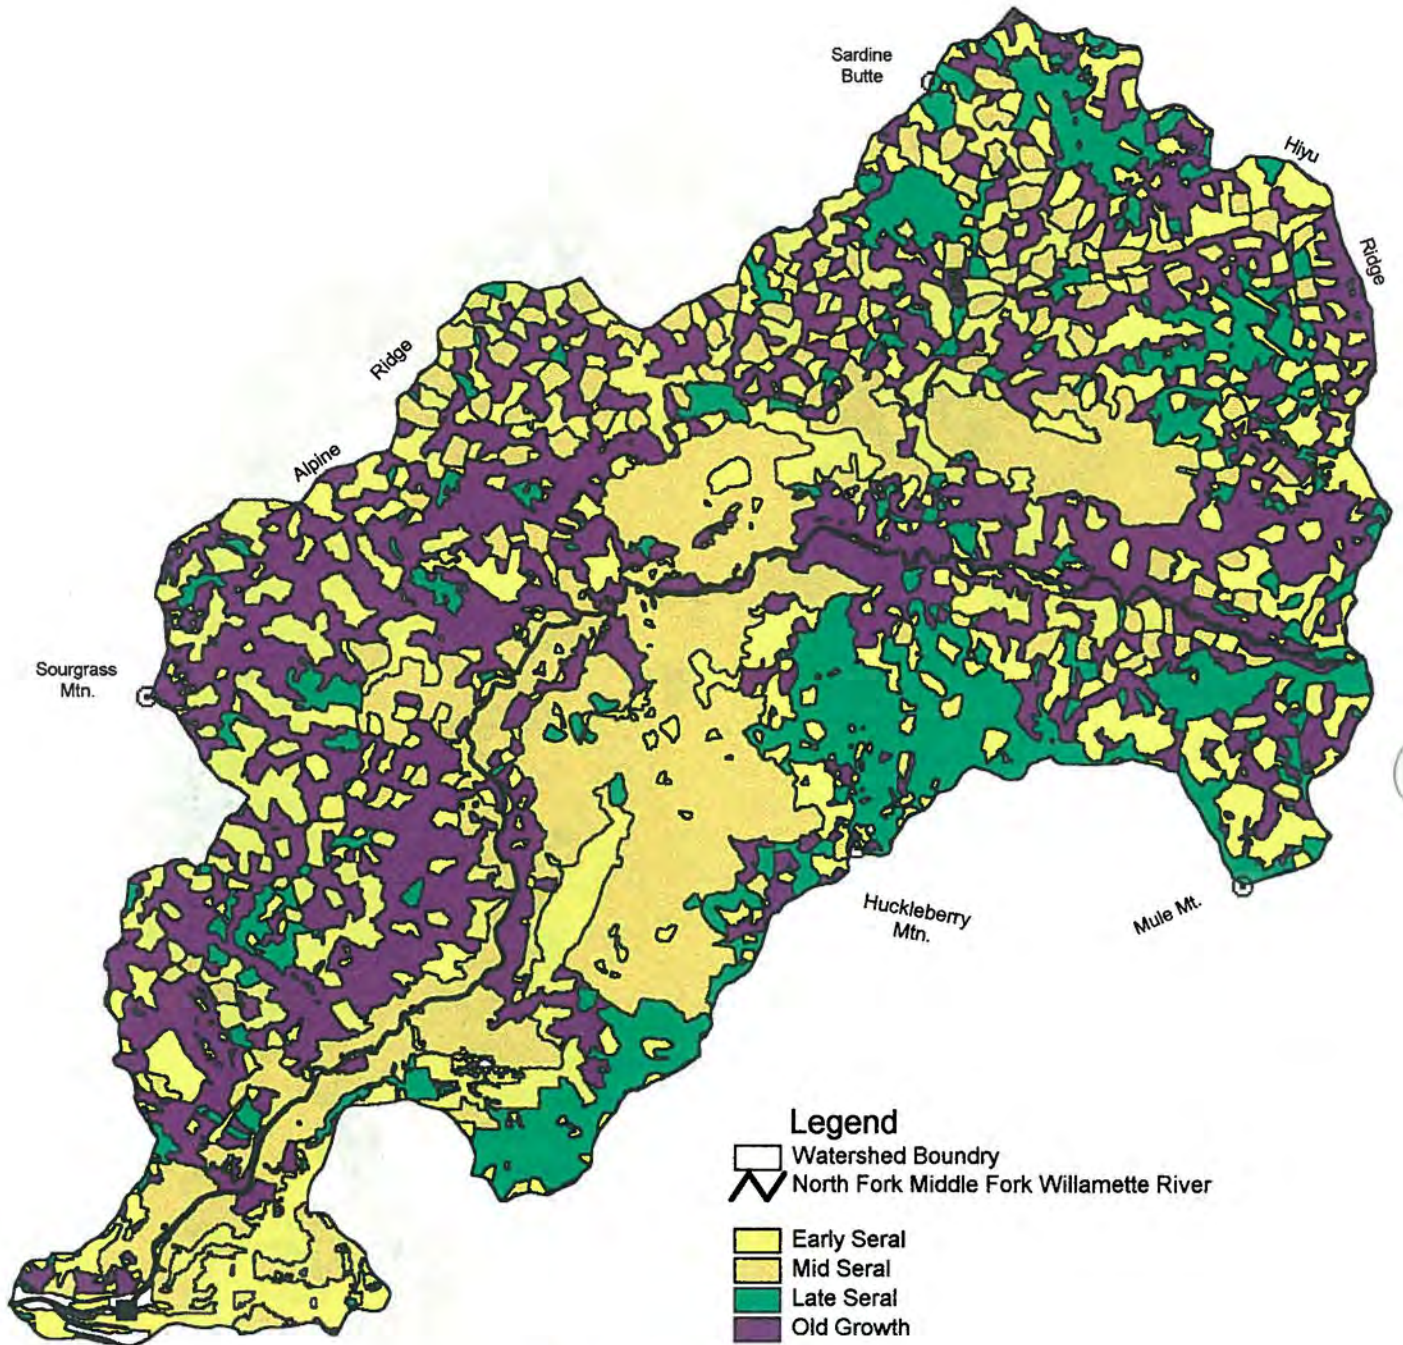 Sardine
Butte
Hiyu
Ridge
Ridge
Alpine
Sourgrass
Mtn.
Huckleberry
Mtn.
Mule Mt.
Legend
Watershed Boundry
North Fork Middle Fork Willamette River
Early Seral
Mid Seral
Late Seral
Old Growth